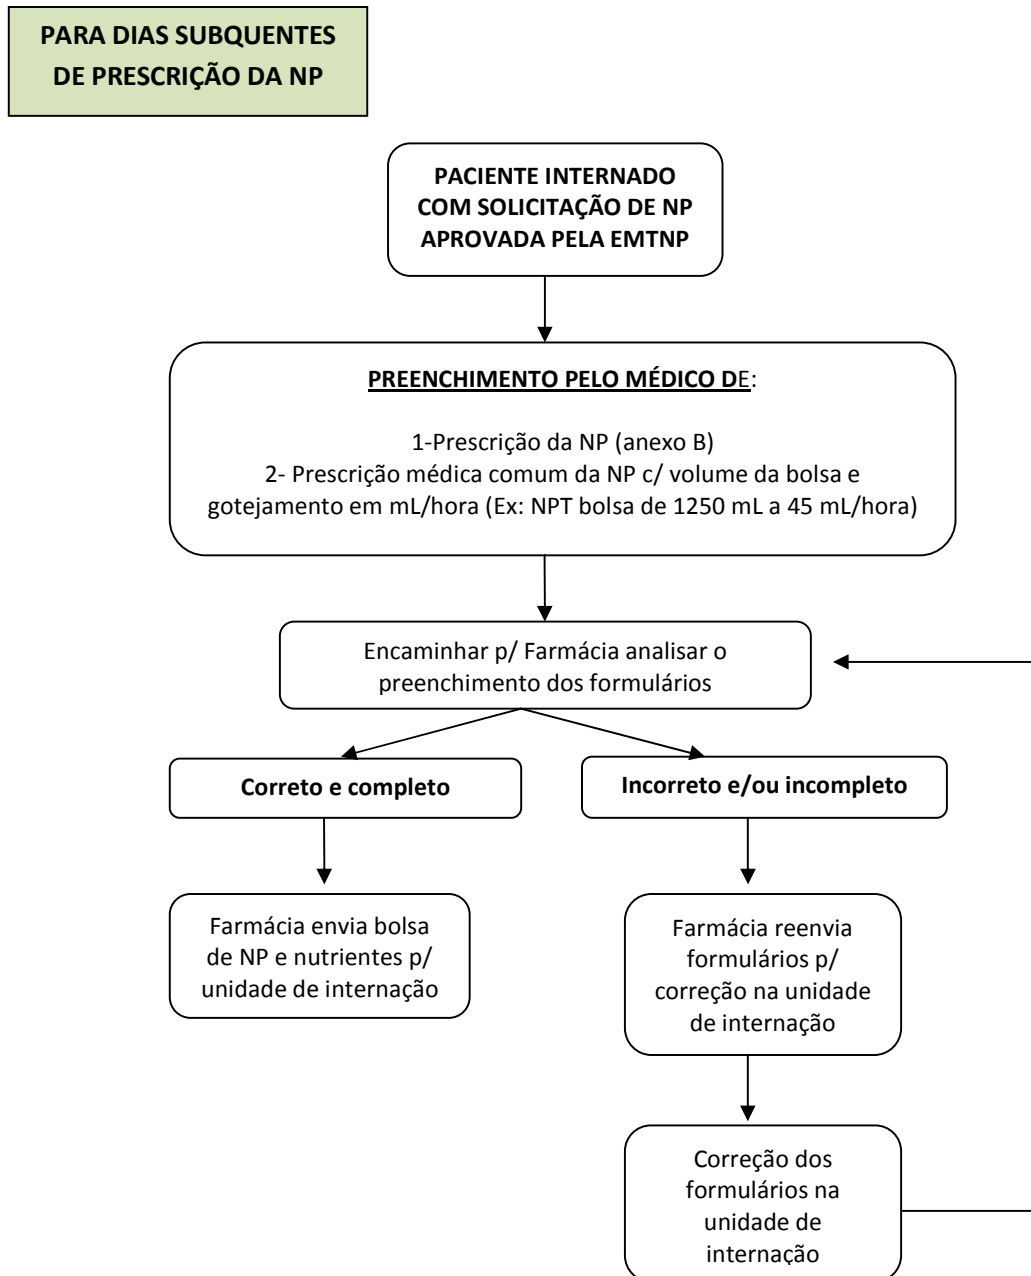 PARA DIAS SUBQUENTES
DE PRESCRIÇÃO DA NP
PACIENTE INTERNADO
COM SOLICITAÇÃO DE NP
APROVADA PELA EMTNP
PREENCHIMENTO PELO MÉDICO DE:
1-Prescrição da NP (anexo B)
2- Prescrição médica comum da NP c/ volume da bolsa e
gotejamento em mL/hora (Ex: NPT bolsa de 1250 mL a 45 mL/hora)
Encaminhar p/ Farmácia analisar o
preenchimento dos formulários
Correto e completo
Incorreto e/ou incompleto
Farmácia envia bolsa
de NP e nutrientes p/
unidade de internação
Farmácia reenvia
formulários p/
correção na unidade
de internação
Correção dos
formulários na
unidade de
internação